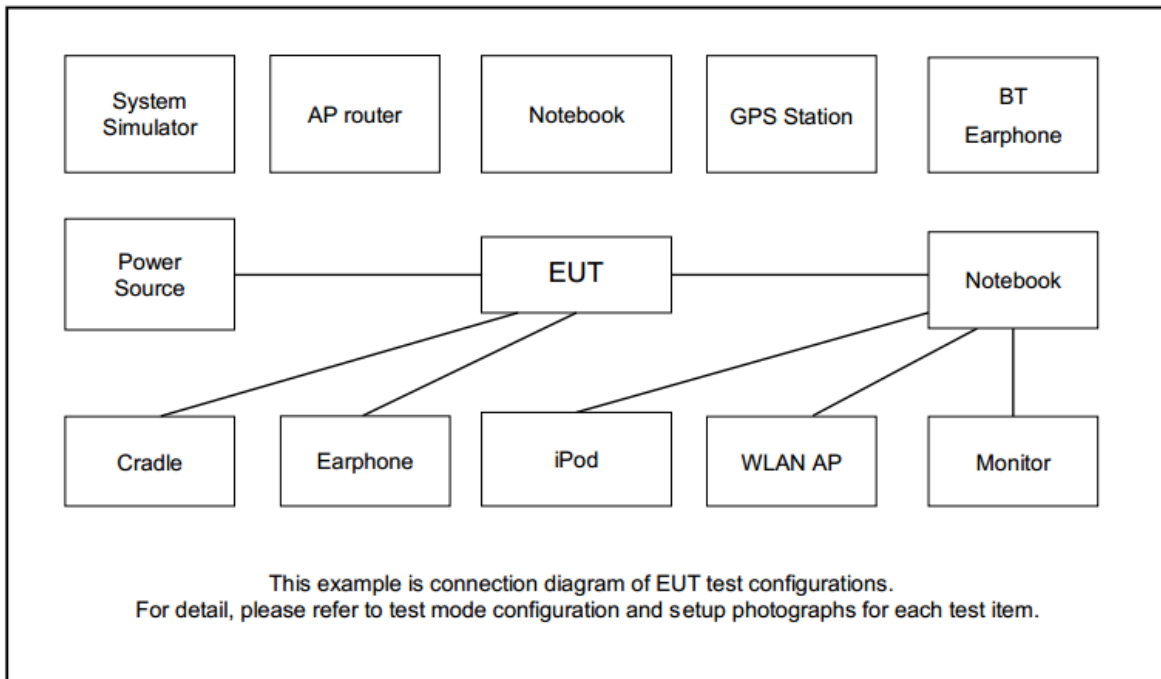 System
Simulator
AP router
Notebook
GPS Station
BT
Earphone
Power
Source
EUT
Notebook
Cradle
Earphone
iPod
WLAN AP
Monitor
This example is connection diagram of EUT test configurations.
For detail, please refer to test mode configuration and setup photographs for each test item.